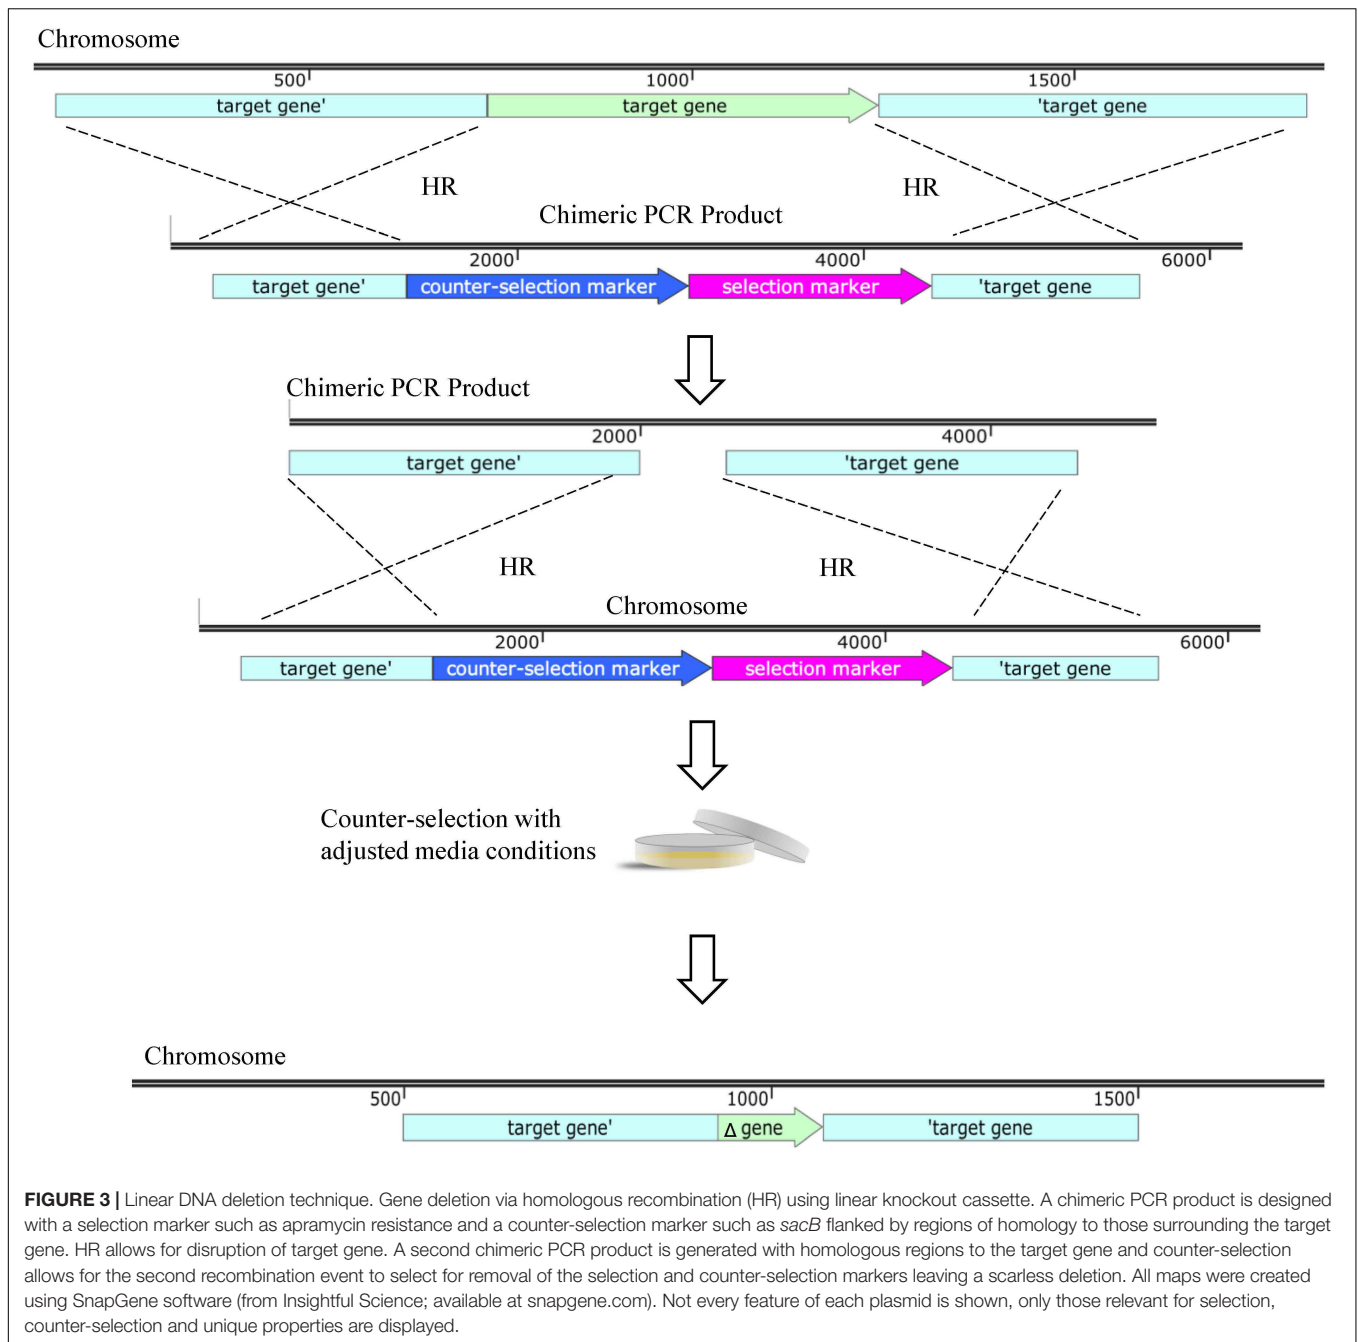 Chromosome
500 1000 1500
target gene' target gene 'target gene
HR HR
Chimeric PCR Product
2000 4000 6000
target gene' counter-selection marker selection marker 'target gene
Chimeric PCR Product
2000 4000
target gene' 'target gene
HR HR
Chromosome
2000 4000 6000
target gene' counter-selection marker selection marker 'target gene
Counter-selection with
adjusted media conditions
Chromosome
500 1000 1500
target gene' Δ gene 'target gene
FIGURE 3 | Linear DNA deletion technique. Gene deletion via homologous recombination (HR) using linear knockout cassette. A chimeric PCR product is designed
with a selection marker such as apramycin resistance and a counter-selection marker such as sacB flanked by regions of homology to those surrounding the target
gene. HR allows for disruption of target gene. A second chimeric PCR product is generated with homologous regions to the target gene and counter-selection
allows for the second recombination event to select for removal of the selection and counter-selection markers leaving a scarless deletion. All maps were created
using SnapGene software (from Insightful Science; available at snapgene.com). Not every feature of each plasmid is shown, only those relevant for selection,
counter-selection and unique properties are displayed.